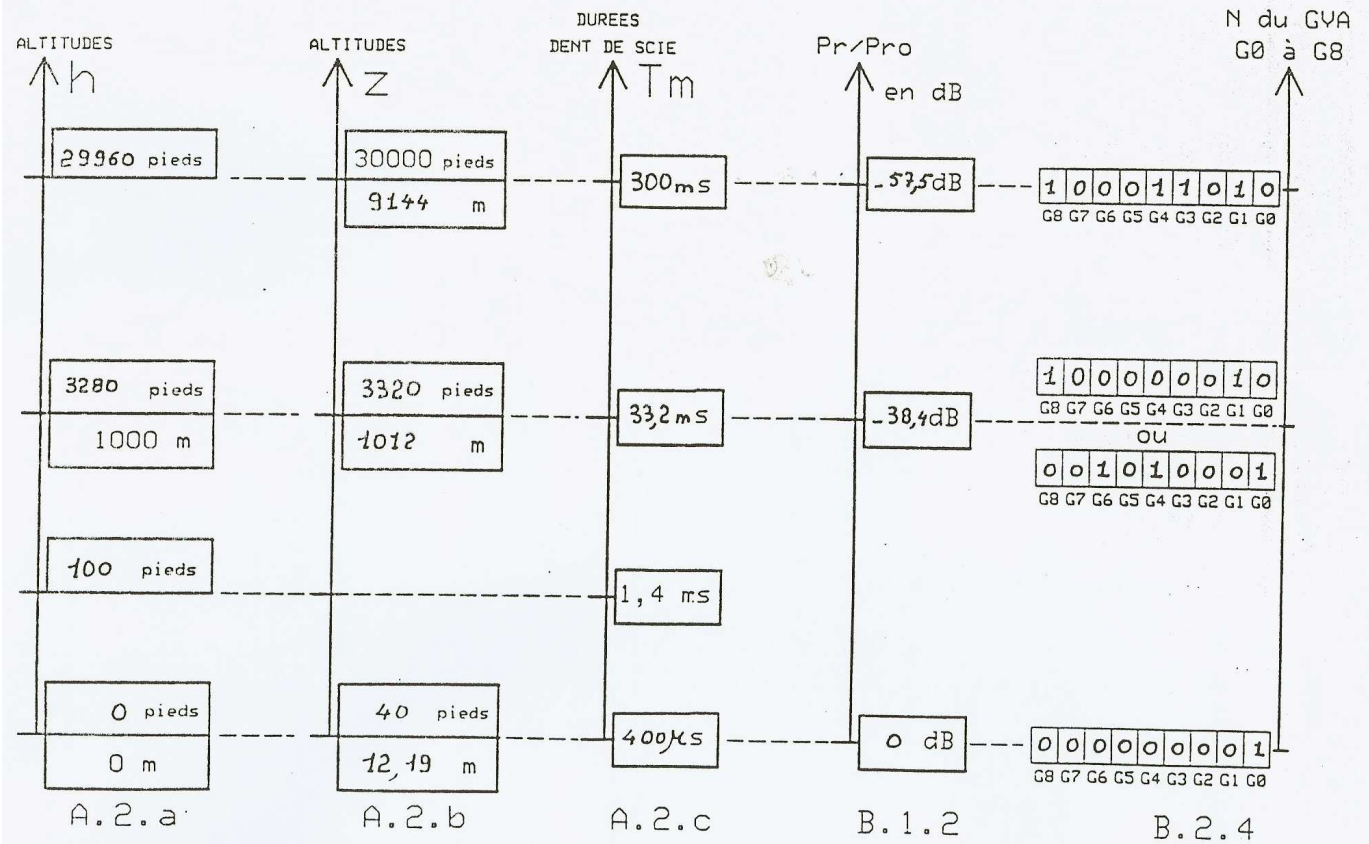 ALTITUDES
h
29960 pieds
3280 pieds
1000 m
100 pieds
0 pieds
0 m
A.2.a
ALTITUDES
Z
30000 pieds
9144 m
3320 pieds
1012 m
40 pieds
12,19 m
A.2.b
DUREES
DENT DE SCIE
Tm
300ms
33,2ms
1,4 ms
400μs
A.2.c
Pr/Pro
en dB
-57,5dB
-38,4dB
0 dB
B.1.2
N du GVA
G0 à G8
1 0 0 0 1 1 0 1 0
G8 G7 G6 G5 G4 G3 G2 G1 G0
1 0 0 0 0 0 0 1 0
G8 G7 G6 G5 G4 G3 G2 G1 G0
ou
0 0 1 0 1 0 0 0 1
G8 G7 G6 G5 G4 G3 G2 G1 G0
0 0 0 0 0 0 0 0 1
G8 G7 G6 G5 G4 G3 G2 G1 G0
B.2.4